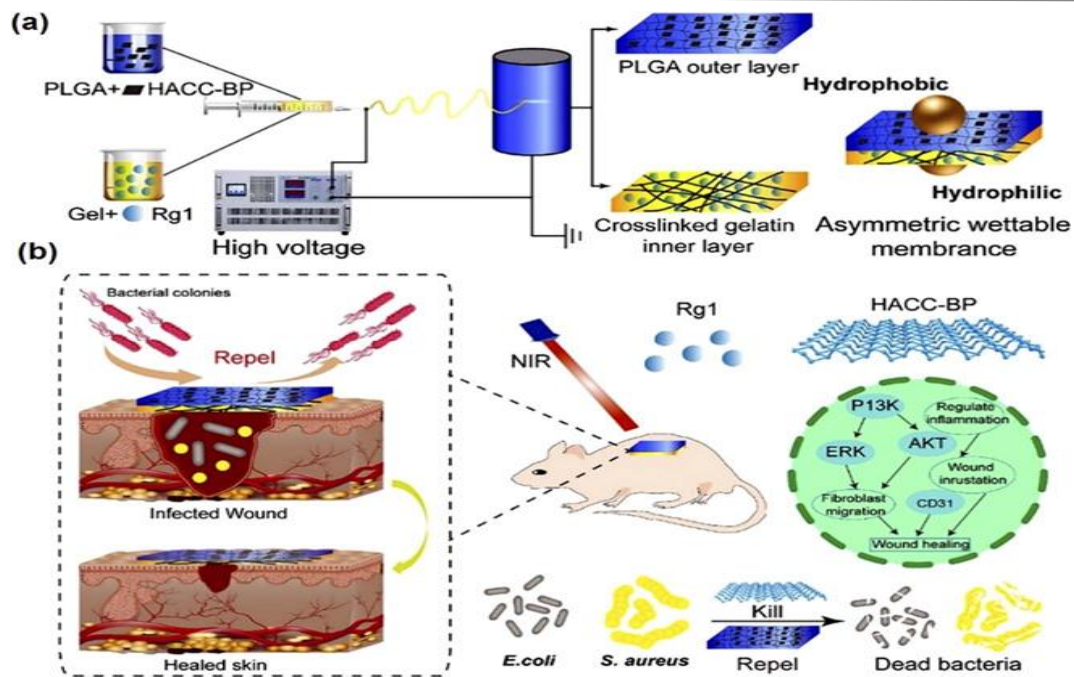 (a)
PLGA+ HACC-BP
Gel+ Rg1
High voltage
PLGA outer layer
Crosslinked gelatin
inner layer
Hydrophobic
Hydrophilic
Asymmetric wettable
membrance
(b)
Bacterial colonies
Repel
Infected Wound
Healed skin
NIR
Rg1
HACC-BP
P13K
Regulate
inflammation
ERK
AKT
Wound
inrustation
Fibroblast
migration
CD31
Wound healing
E.coli
S. aureus
Kill
Repel
Dead bacteria